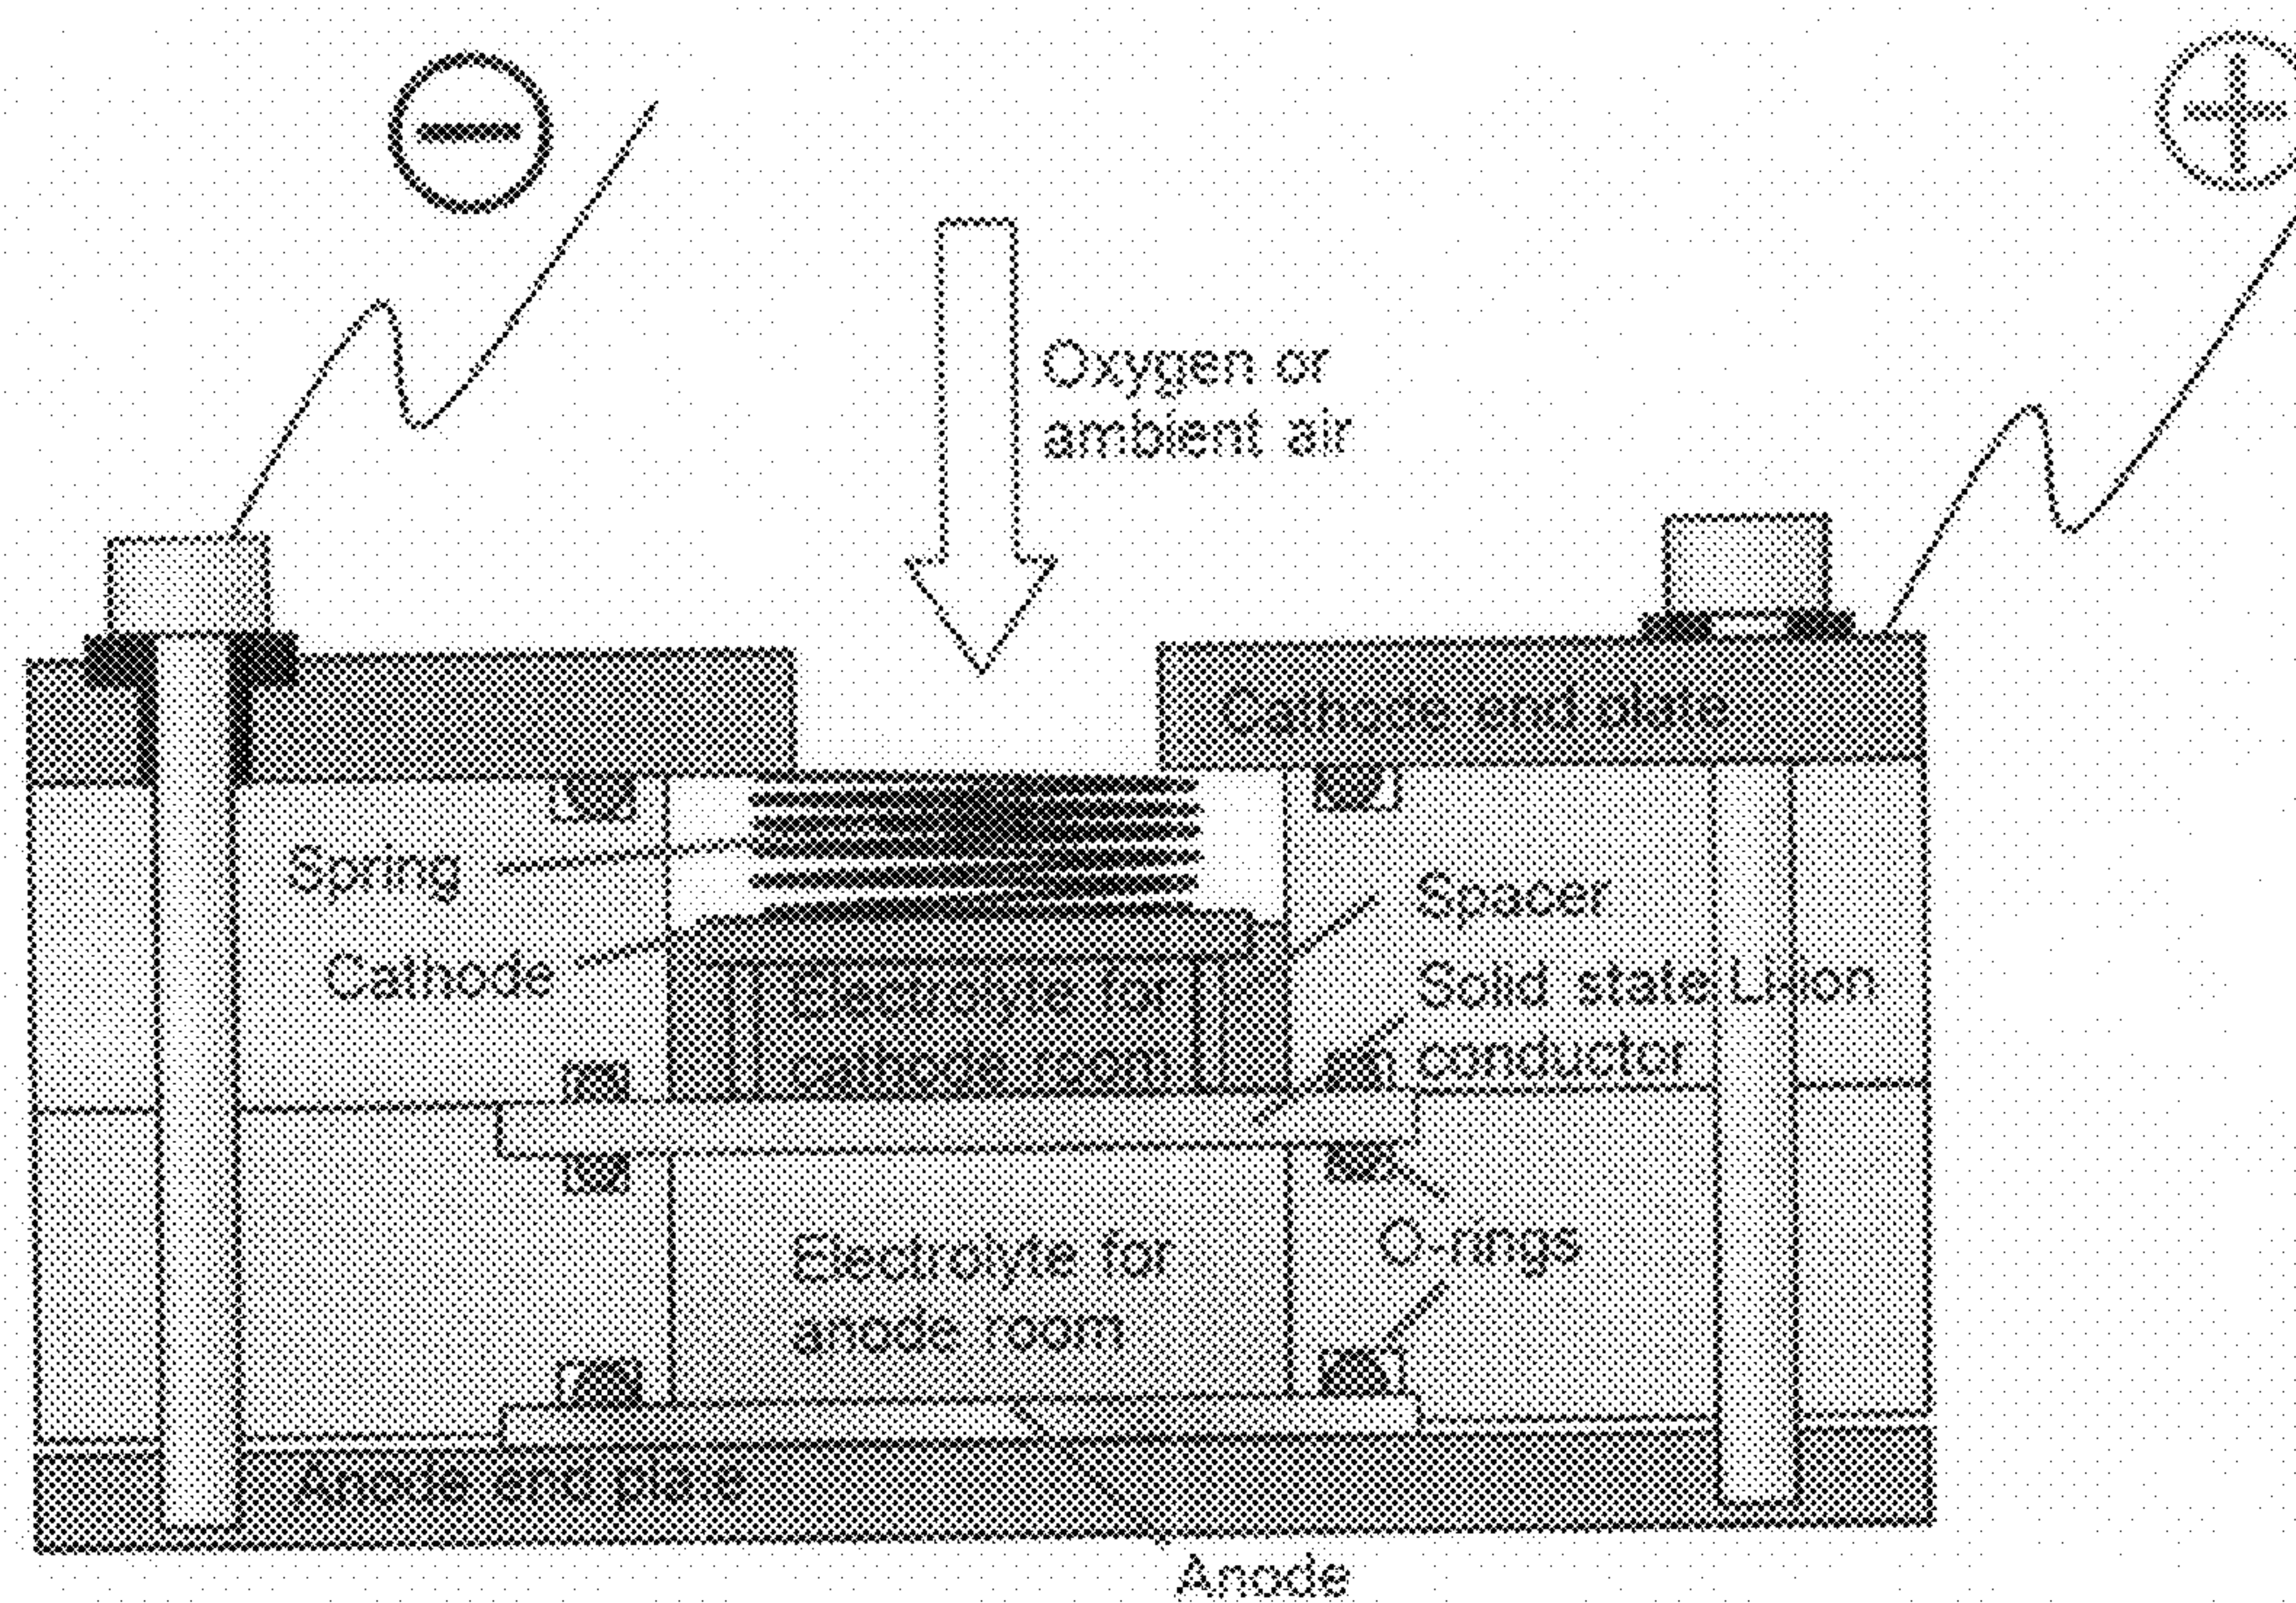 Oxygen or
ambient air
Cathode end plate
Spring
Cathode
Spacer
Solid state Li-ion
conductor
Electrolyte for
cathode room
O-rings
Electrolyte for
anode room
Anode end plate
Anode